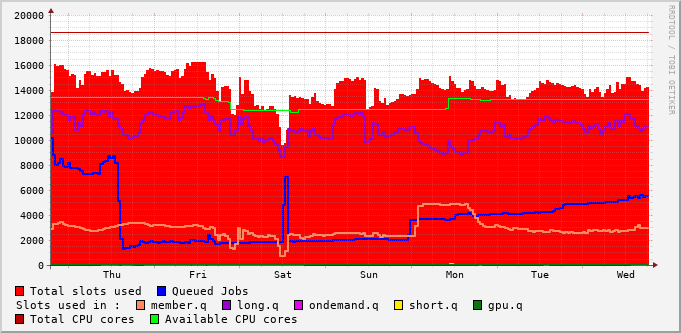 RRDTOOL / TOBI OETIKER
20000
18000
16000
14000
12000
10000
8000
6000
4000
2000
0
Thu Fri Sat Sun Mon Tue Wed
Total slots used Queued Jobs
Slots used in : member.q long.q ondemand.q short.q gpu.q
Total CPU cores Available CPU cores